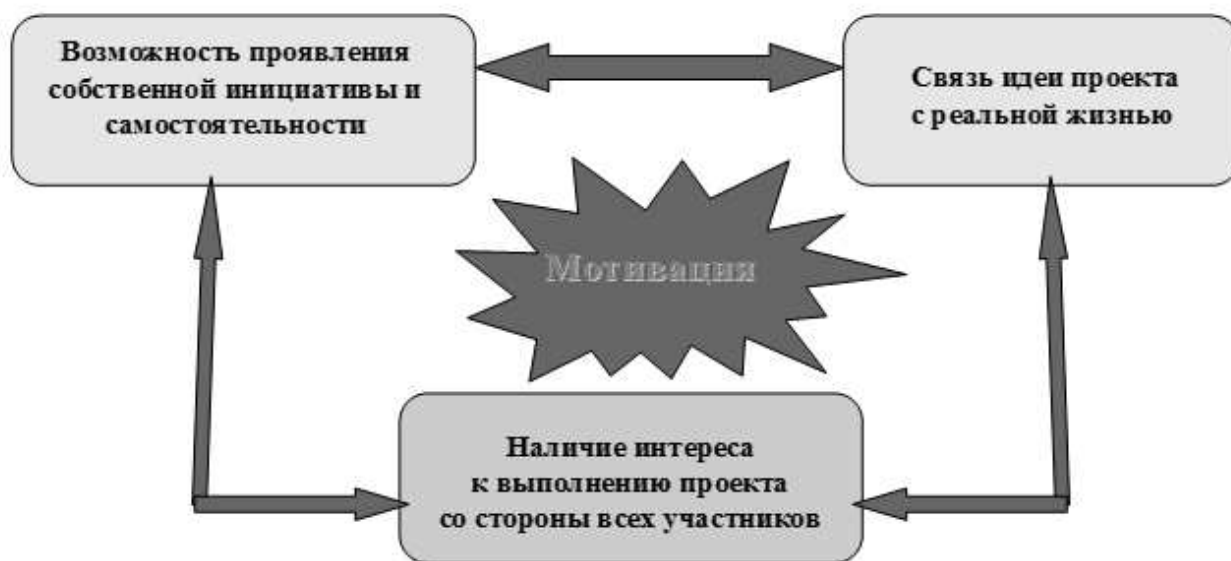 Возможность проявления
собственной инициативы и
самостоятельности
Связь идеи проекта
с реальной жизнью
Мотивация
Наличие интереса
к выполнению проекта
со стороны всех участников